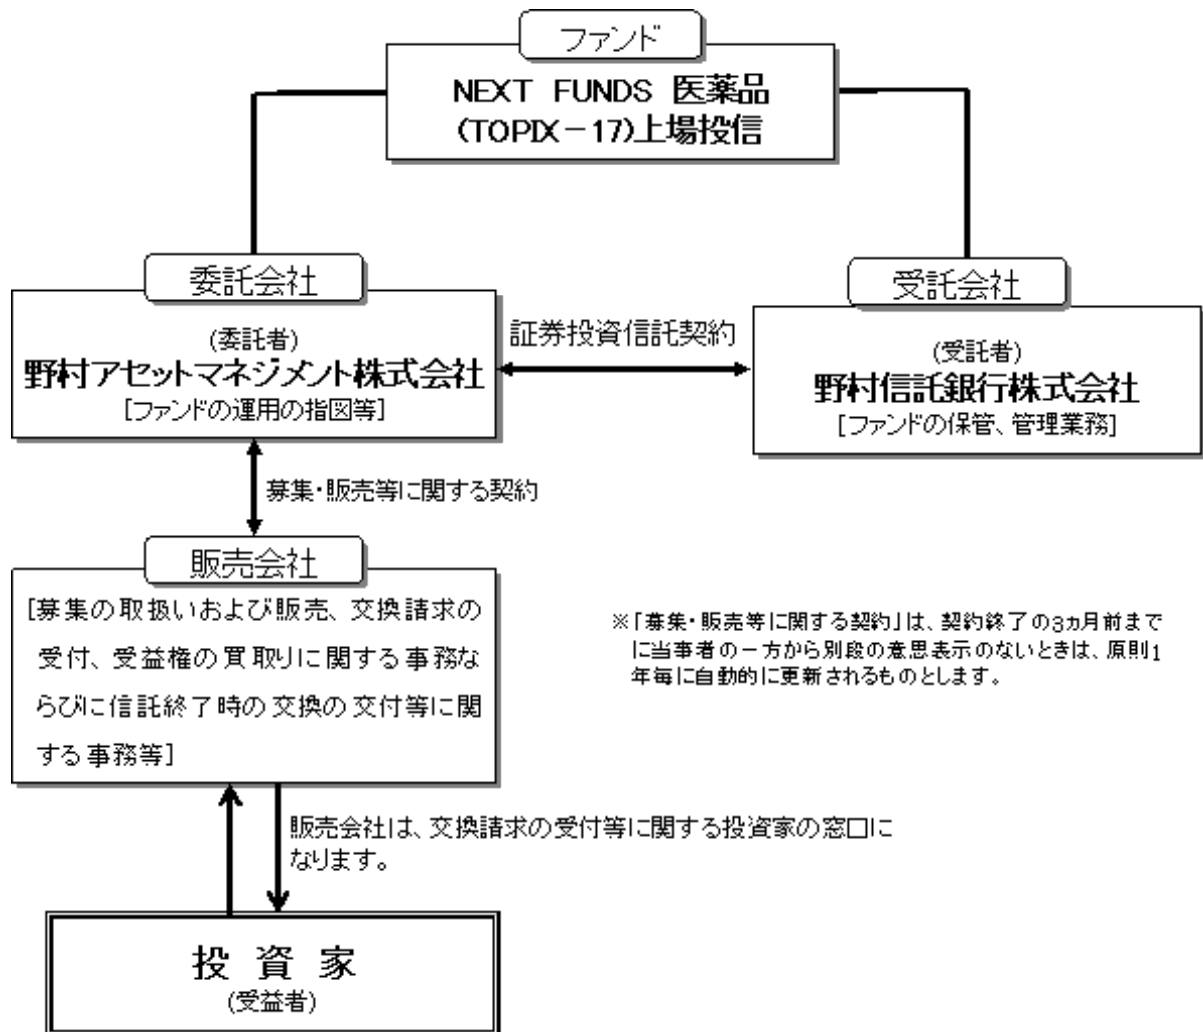 ファンド
NEXT FUNDS 医薬品
(TOPIX－17)上場投信
委託会社
(委託者)
野村アセットマネジメント株式会社
[ファンドの運用の指図等]
証券投資信託契約
受託会社
(受託者)
野村信託銀行株式会社
[ファンドの保管、管理業務]
募集・販売等に関する契約
販売会社
[募集の取扱いおよび販売、交換請求の
受付、受益権の買取りに関する事務な
らびに信託終了時の交換の交付等に関
する事務等]
※「募集・販売等に関する契約」は、契約終了の3ヵ月前まで
に当事者の一方から別段の意思表示のないときは、原則1
年毎に自動的に更新されるものとします。
販売会社は、交換請求の受付等に関する投資家の窓口に
なります。
投 資 家
(受益者)